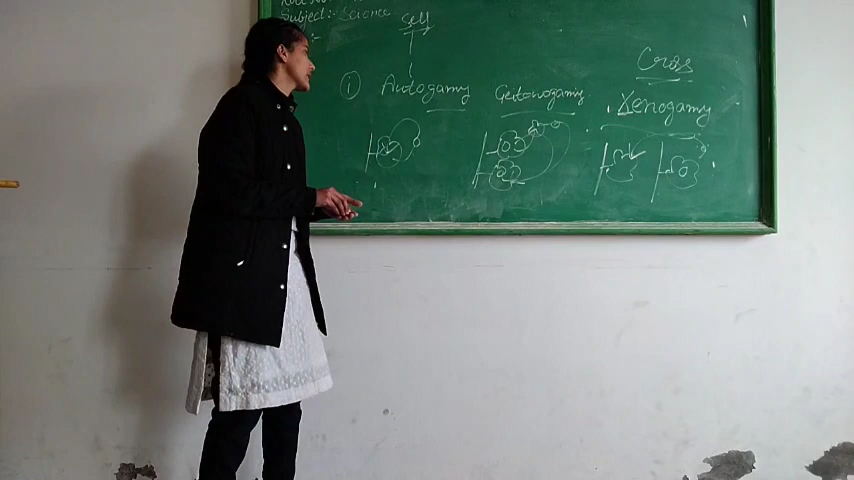 Subject:- Science
:-
Self
① Autogamy
Geitonogamy
Cross
Xenogamy